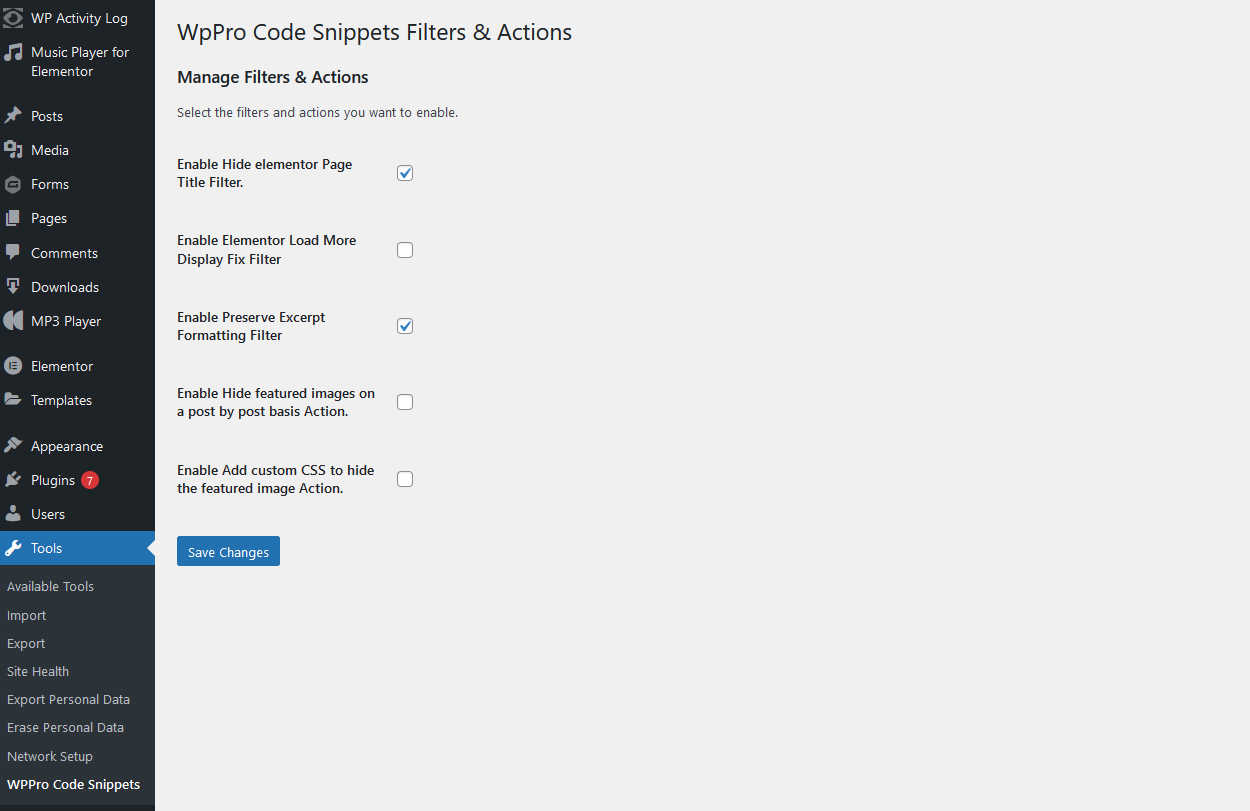 WP Activity Log
Music Player for
Elementor
Posts
Media
Forms
Pages
Comments
Downloads
MP3 Player
Elementor
Templates
Appearance
Plugins 7
Users
Tools
Available Tools
Import
Export
Site Health
Export Personal Data
Erase Personal Data
Network Setup
WPPro Code Snippets
WpPro Code Snippets Filters & Actions
Manage Filters & Actions
Select the filters and actions you want to enable.
Enable Hide elementor Page
Title Filter.
Enable Elementor Load More
Display Fix Filter
Enable Preserve Excerpt
Formatting Filter
Enable Hide featured images on
a post by post basis Action.
Enable Add custom CSS to hide
the featured image Action.
Save Changes